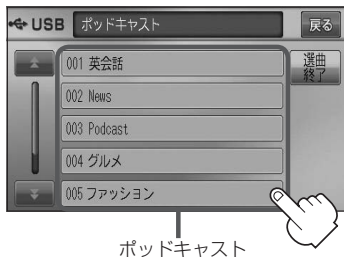 USB ポッドキャスト 戻る
001 英会話
選曲
終了
002 News
003 Podcast
004 グルメ
005 ファッション
ポッドキャスト